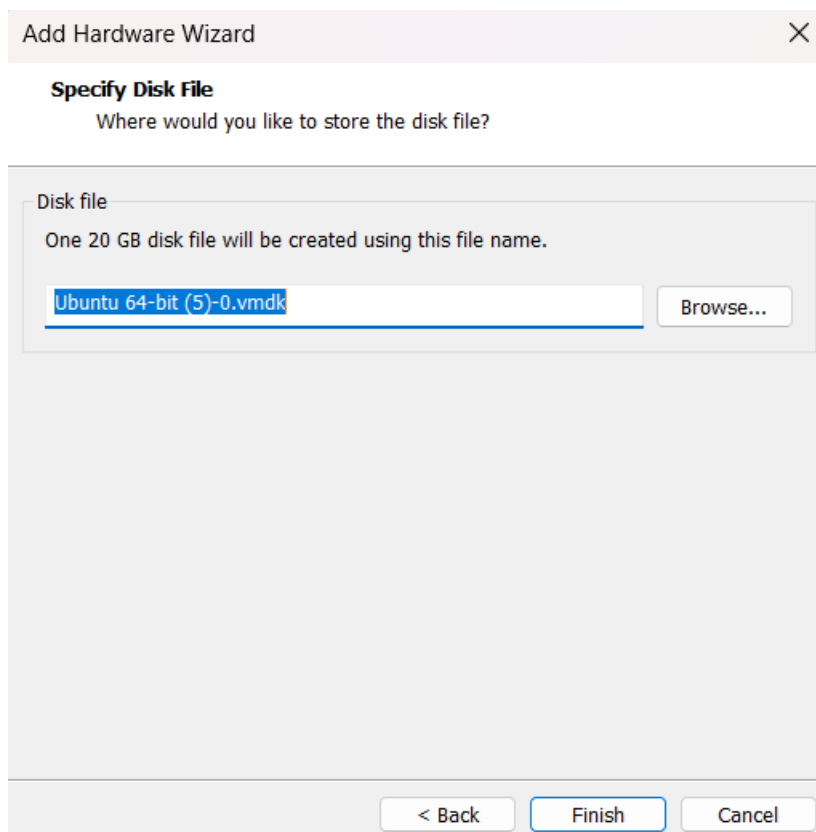 Add Hardware Wizard
Specify Disk File
Where would you like to store the disk file?
Disk file
One 20 GB disk file will be created using this file name.
Ubuntu 64-bit (5)-0.vmdk
Browse...
< Back
Finish
Cancel